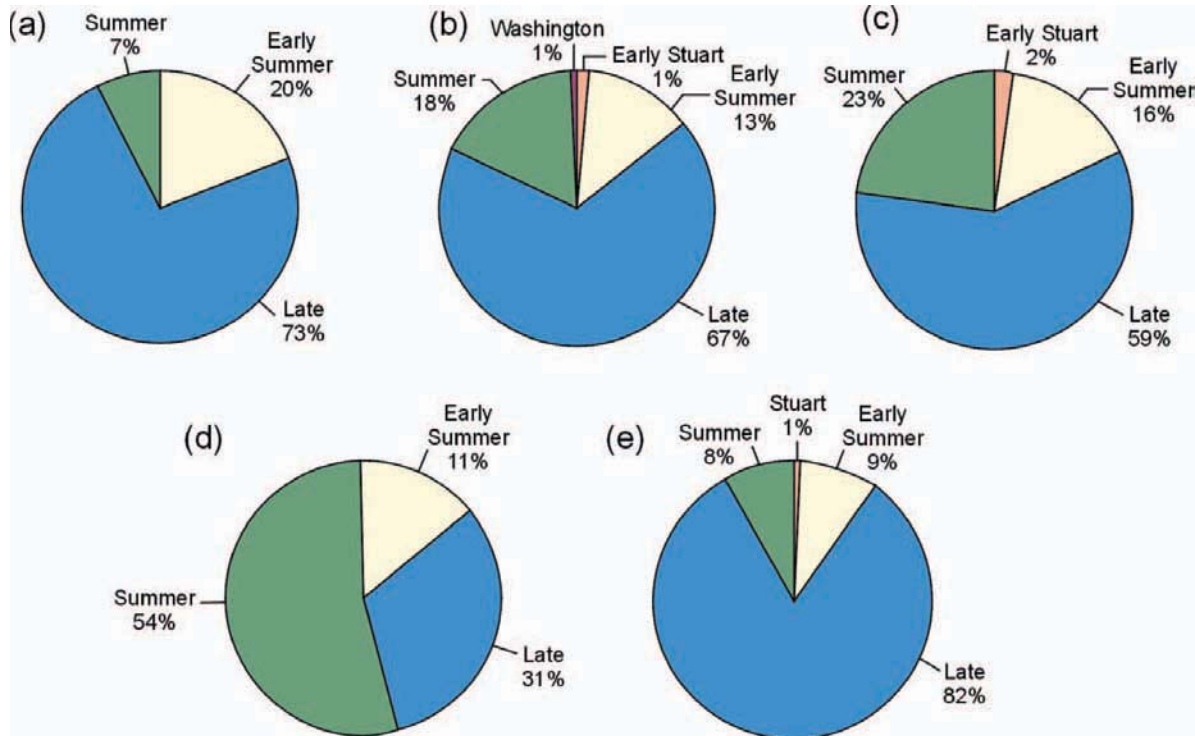 (a)
Summer
7%
Early
Summer
20%
Late
73%
(b)
Washington
1%
Early Stuart
1%
Summer
18%
Early
Summer
13%
Late
67%
(c)
Early Stuart
2%
Summer
23%
Early
Summer
16%
Late
59%
(d)
Early
Summer
11%
Summer
54%
Late
31%
(e)
Stuart
1%
Summer
8%
Early
Summer
9%
Late
82%